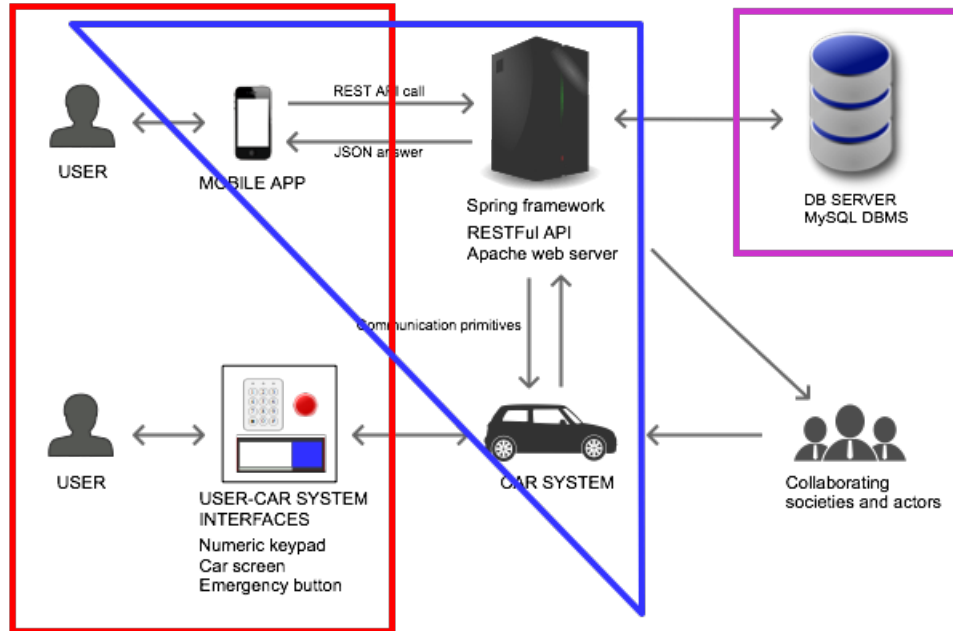 REST API call
JSON answer
USER
MOBILE APP
Spring framework
RESTFul API
Apache web server
DB SERVER
MySQL DBMS
Communication primitives
USER
USER-CAR SYSTEM
INTERFACES
Numeric keypad
Car screen
Emergency button
CAR SYSTEM
Collaborating
societies and actors